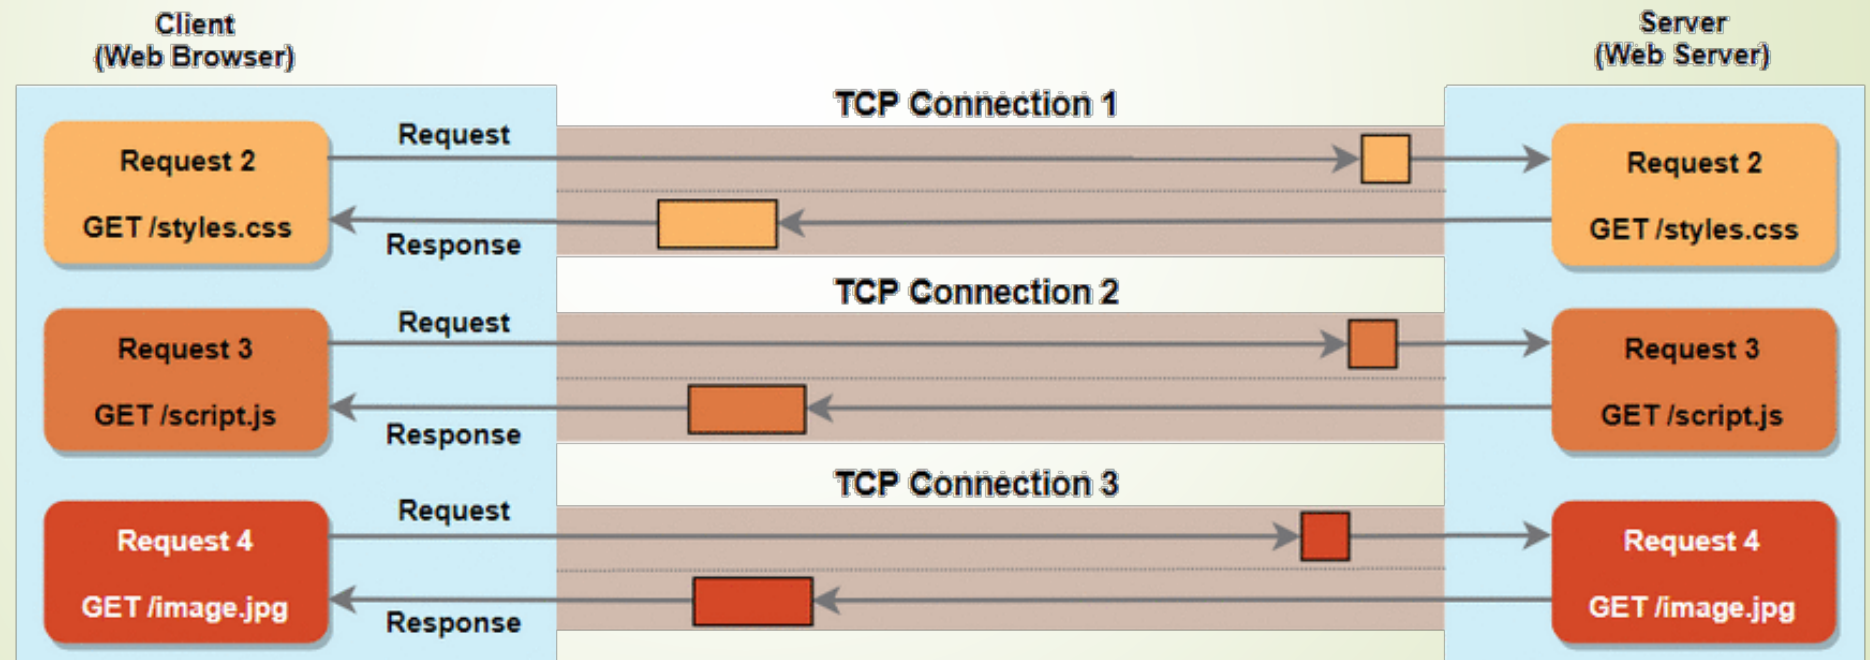 Client
(Web Browser)
Server
(Web Server)
TCP Connection 1
Request 2
GET /styles.css
Request
Response
Request 2
GET /styles.css
TCP Connection 2
Request 3
GET /script.js
Request
Response
Request 3
GET /script.js
TCP Connection 3
Request 4
GET /image.jpg
Request
Response
Request 4
GET /image.jpg